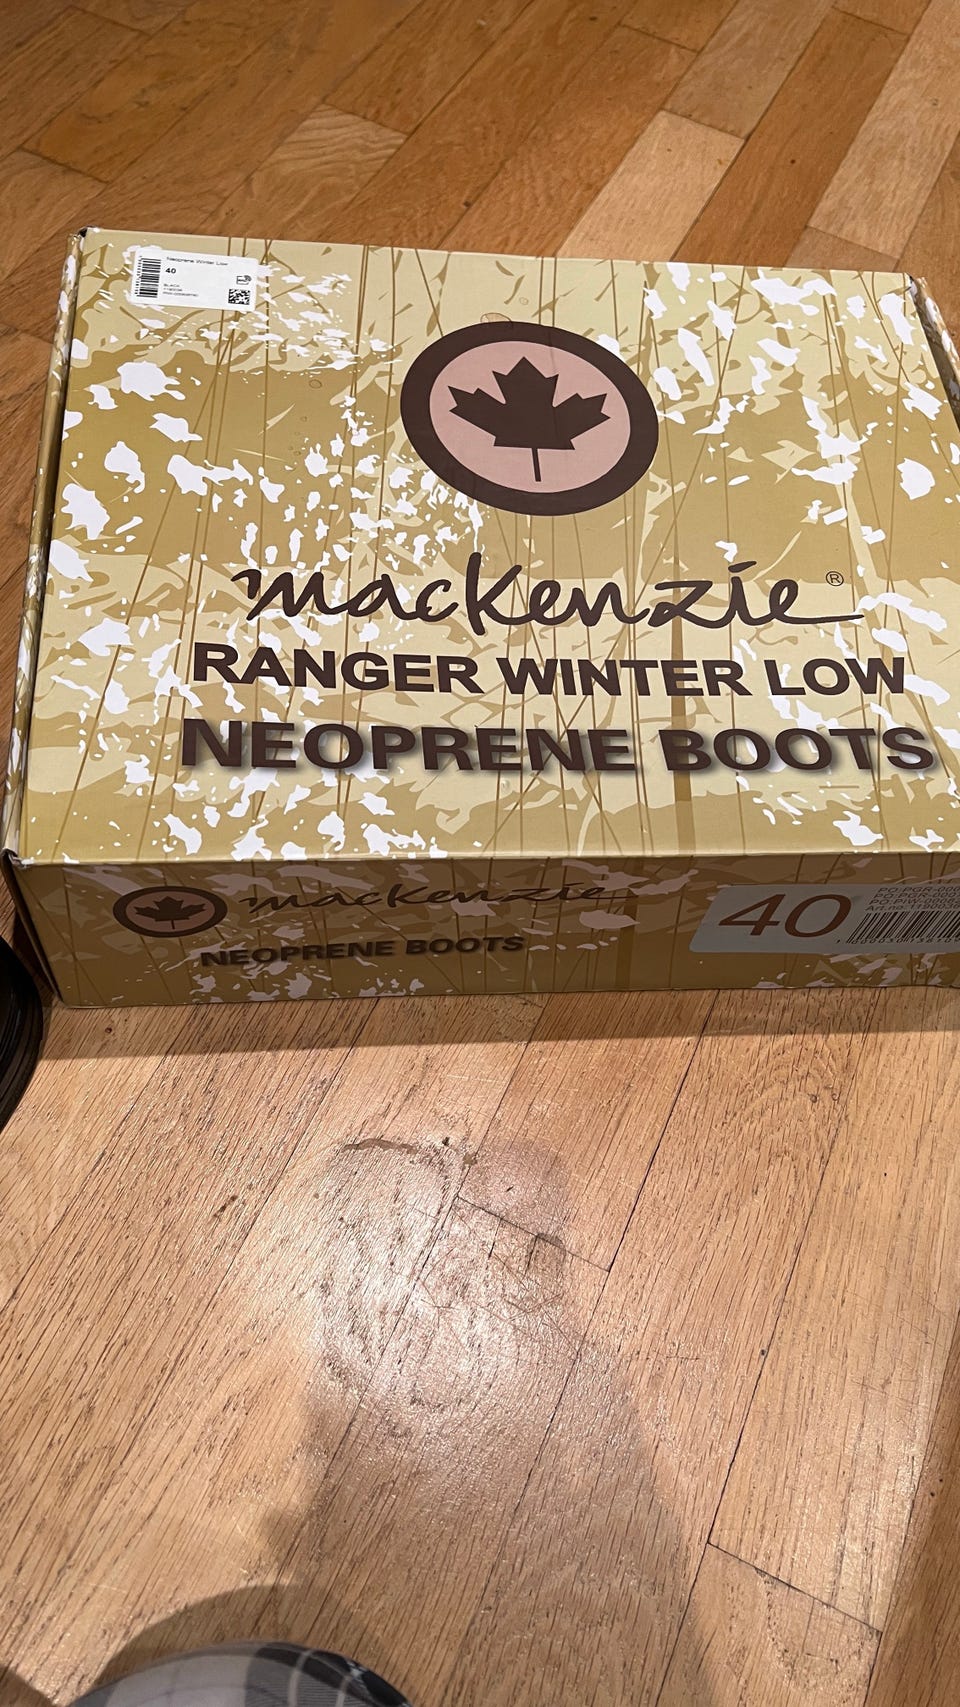 Neoprene Winter Low
40
BLACK
mackenzie®
RANGER WINTER LOW
NEOPRENE BOOTS
mackenzie
NEOPRENE BOOTS
40